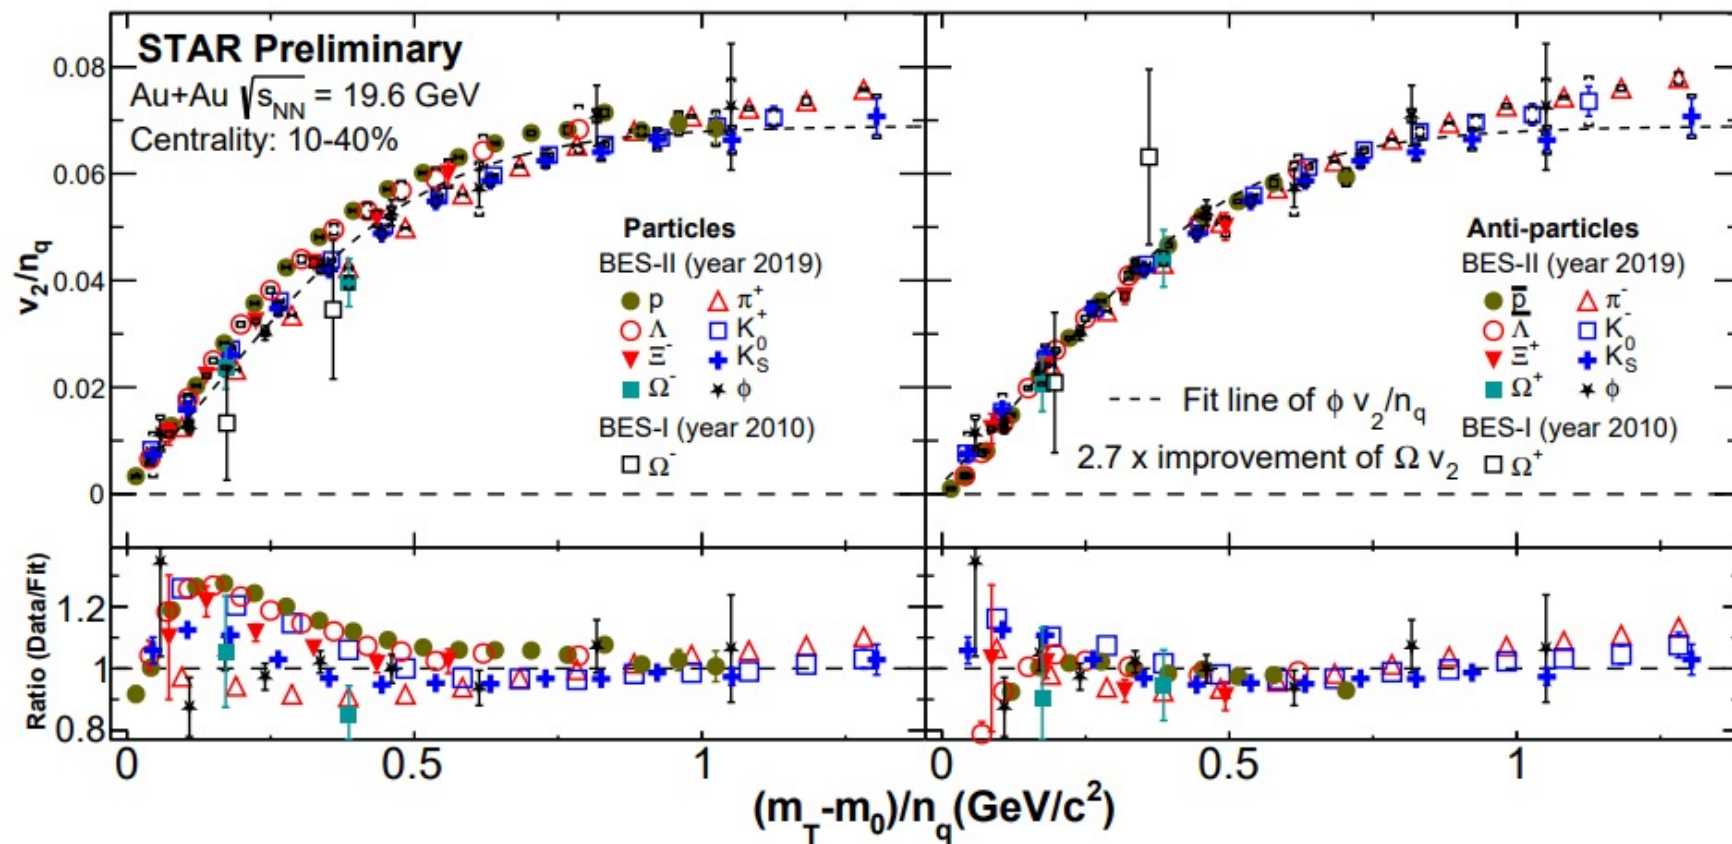 STAR Preliminary
Au+Au √s_NN = 19.6 GeV
Centrality: 10-40%
v₂/n_q
0.08
0.06
0.04
0.02
0
Particles
BES-II (year 2019)
p π⁺
Λ K⁺
Ξ⁻ K⁰_S
Ω⁻ ϕ
BES-I (year 2010)
Ω⁻
Anti-particles
BES-II (year 2019)
p̅ π⁻
Λ̅ K⁻
Ξ⁺ K⁰_S
Ω⁺ ϕ
BES-I (year 2010)
Ω⁺
Fit line of ϕ v₂/n_q
2.7 x improvement of Ω v₂
Ratio (Data/Fit)
1.2
1
0.8
0 0.5 1 0 0.5 1
(m_T-m₀)/n_q(GeV/c²)